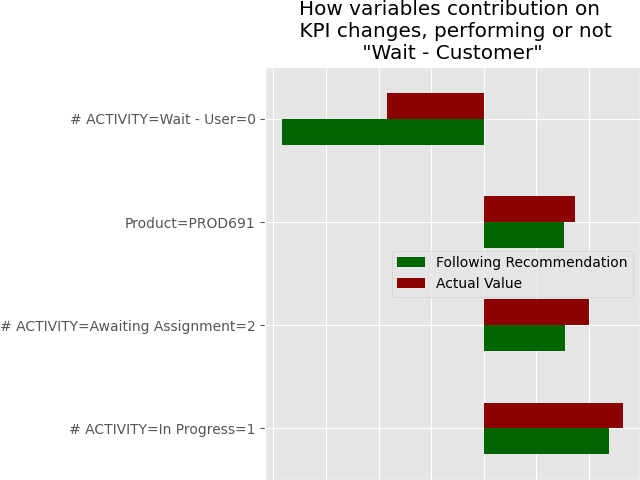 How variables contribution on
KPI changes, performing or not
"Wait - Customer"
# ACTIVITY=Wait - User=0
Product=PROD691
Following Recommendation
Actual Value
# ACTIVITY=Awaiting Assignment=2
# ACTIVITY=In Progress=1